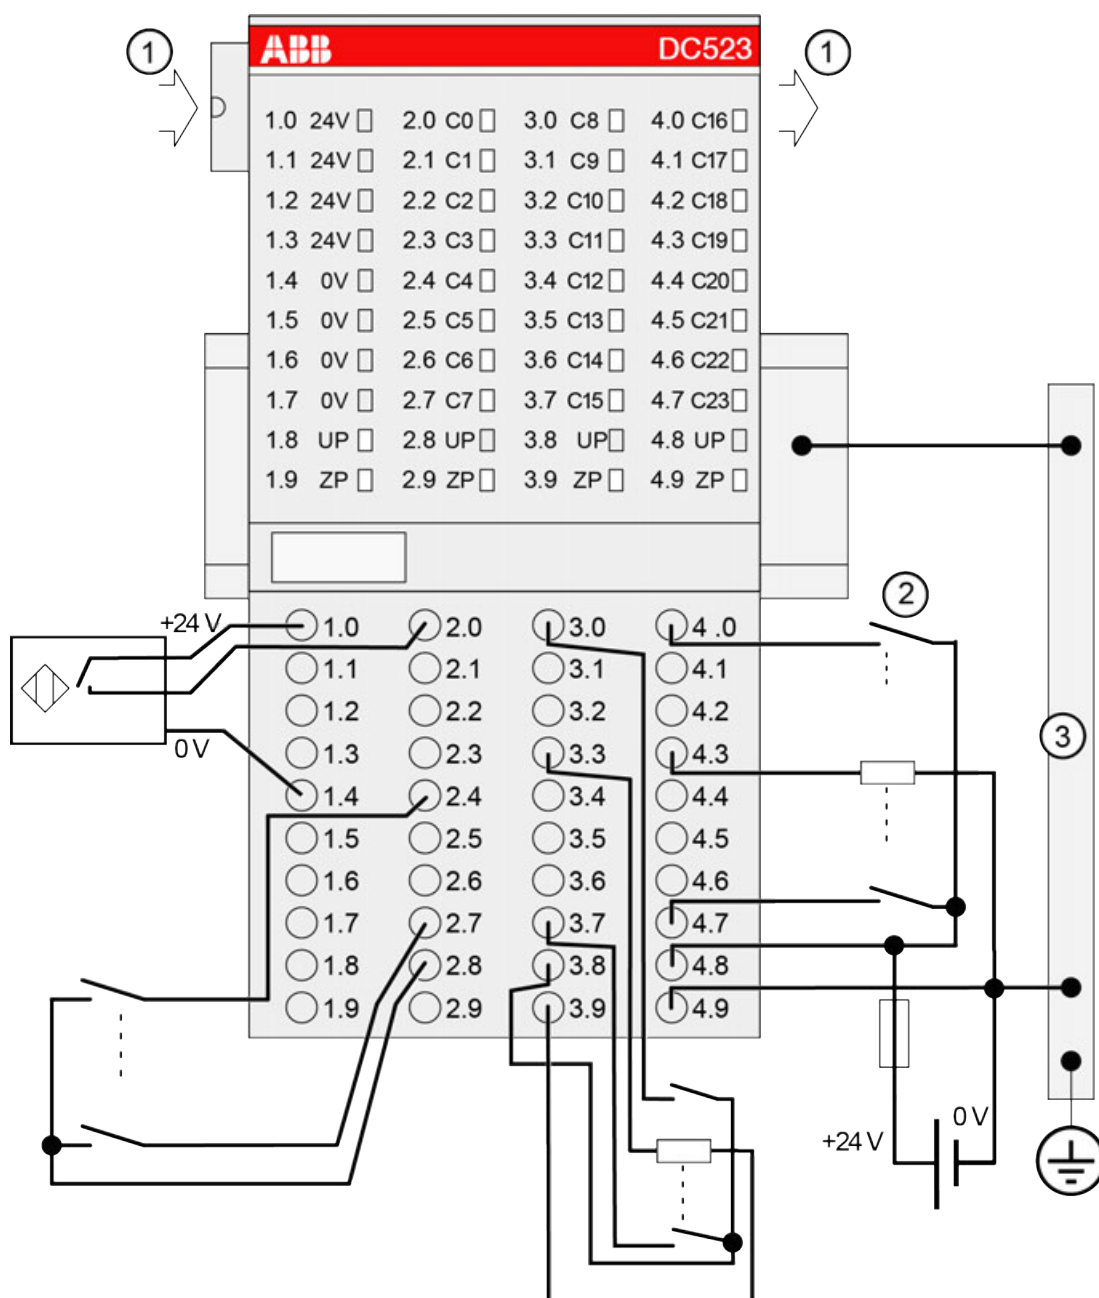 ① ABB DC523 ①
1.0 24V 2.0 C0 3.0 C8 4.0 C16
1.1 24V 2.1 C1 3.1 C9 4.1 C17
1.2 24V 2.2 C2 3.2 C10 4.2 C18
1.3 24V 2.3 C3 3.3 C11 4.3 C19
1.4 0V 2.4 C4 3.4 C12 4.4 C20
1.5 0V 2.5 C5 3.5 C13 4.5 C21
1.6 0V 2.6 C6 3.6 C14 4.6 C22
1.7 0V 2.7 C7 3.7 C15 4.7 C23
1.8 UP 2.8 UP 3.8 UP 4.8 UP
1.9 ZP 2.9 ZP 3.9 ZP 4.9 ZP
②
+24 V 1.0 2.0 3.0 4 .0
1.1 2.1 3.1 4.1
1.2 2.2 3.2 4.2
③
0 V 1.3 2.3 3.3 4.3
1.4 2.4 3.4 4.4
1.5 2.5 3.5 4.5
1.6 2.6 3.6 4.6
1.7 2.7 3.7 4.7
1.8 2.8 3.8 4.8
1.9 2.9 3.9 4.9
+24 V 0 V